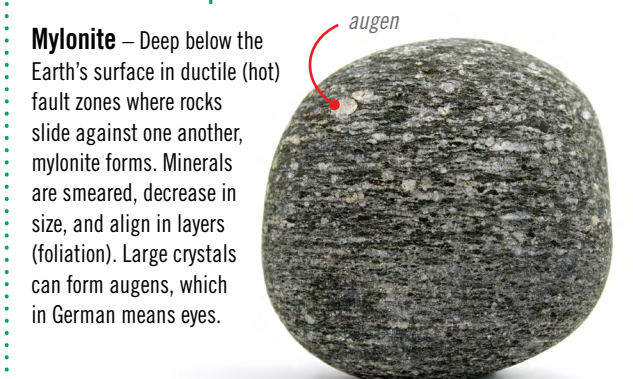 augen
Mylonite – Deep below the
Earth's surface in ductile (hot)
fault zones where rocks
slide against one another,
mylonite forms. Minerals
are smeared, decrease in
size, and align in layers
(foliation). Large crystals
can form augens, which
in German means eyes.